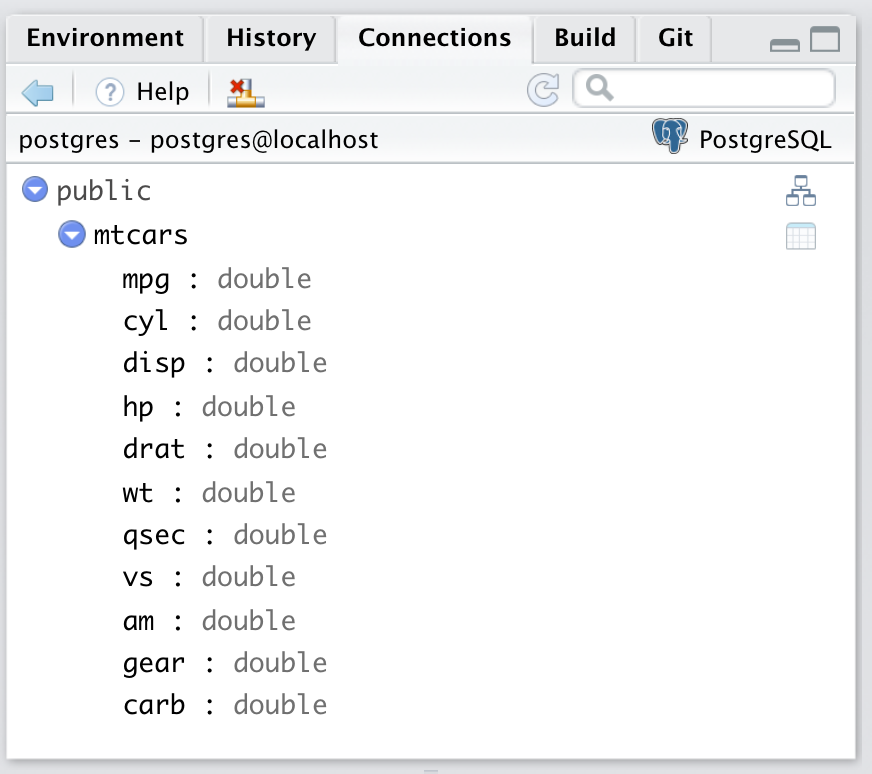 Environment History Connections Build Git
? Help
postgres – postgres@localhost PostgreSQL
public
mtcars
mpg : double
cyl : double
disp : double
hp : double
drat : double
wt : double
qsec : double
vs : double
am : double
gear : double
carb : double